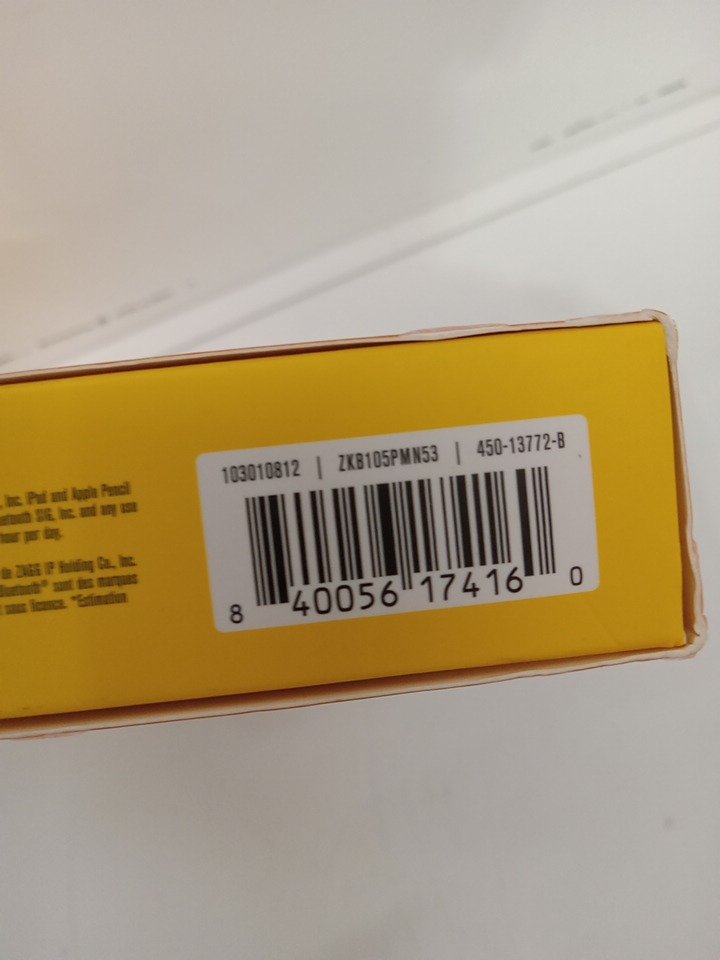 , Inc. iPad and Apple Pencil
uetooth SIG, Inc. and any use
hour per day.
de ZAGG IP Holding Co., Inc.
Bluetooth® sont des marques
sous licence. *Estimation
103010812 | ZKB105PMN53 | 450-13772-B
8 40056 17416 0